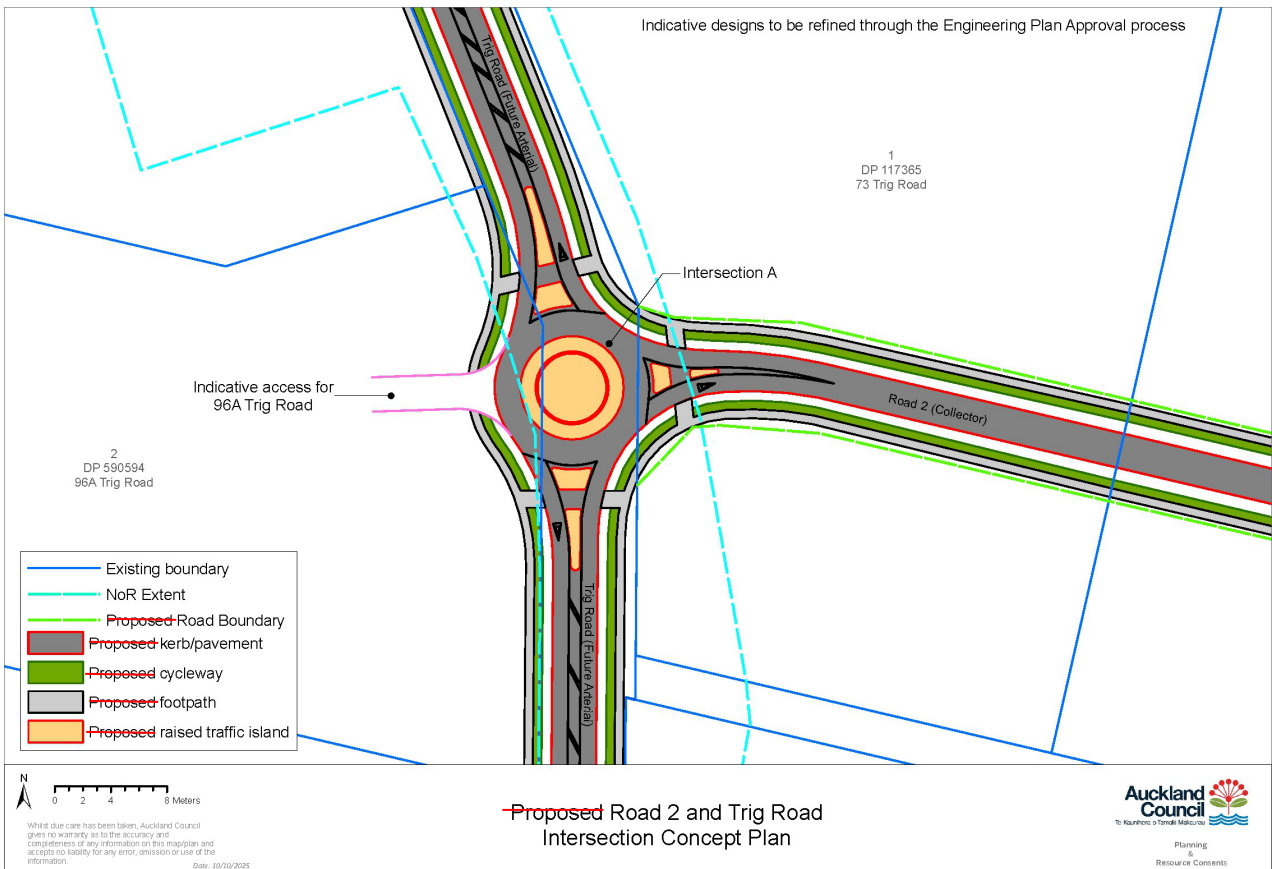 Indicative designs to be refined through the Engineering Plan Approval process
Trig Road (Future Arterial)
1
DP 117365
73 Trig Road
Intersection A
Indicative access for
96A Trig Road
Road 2 (Collector)
2
DP 590594
96A Trig Road
Trig Road (Future Arterial)
Existing boundary
NoR Extent
Proposed Road Boundary
Proposed kerb/pavement
Proposed cycleway
Proposed footpath
Proposed raised traffic island
N
0 2 4 8 Meters
Whilst due care has been taken, Auckland Council
gives no warranty as to the accuracy and
completeness of any information on this map/plan and
accepts no liability for any error, omission or use of the
information.
Date: 10/10/2025
Proposed Road 2 and Trig Road
Intersection Concept Plan
Auckland
Council
Te Kaunihera o Tāmaki Makaurau
Planning
&
Resource Consents